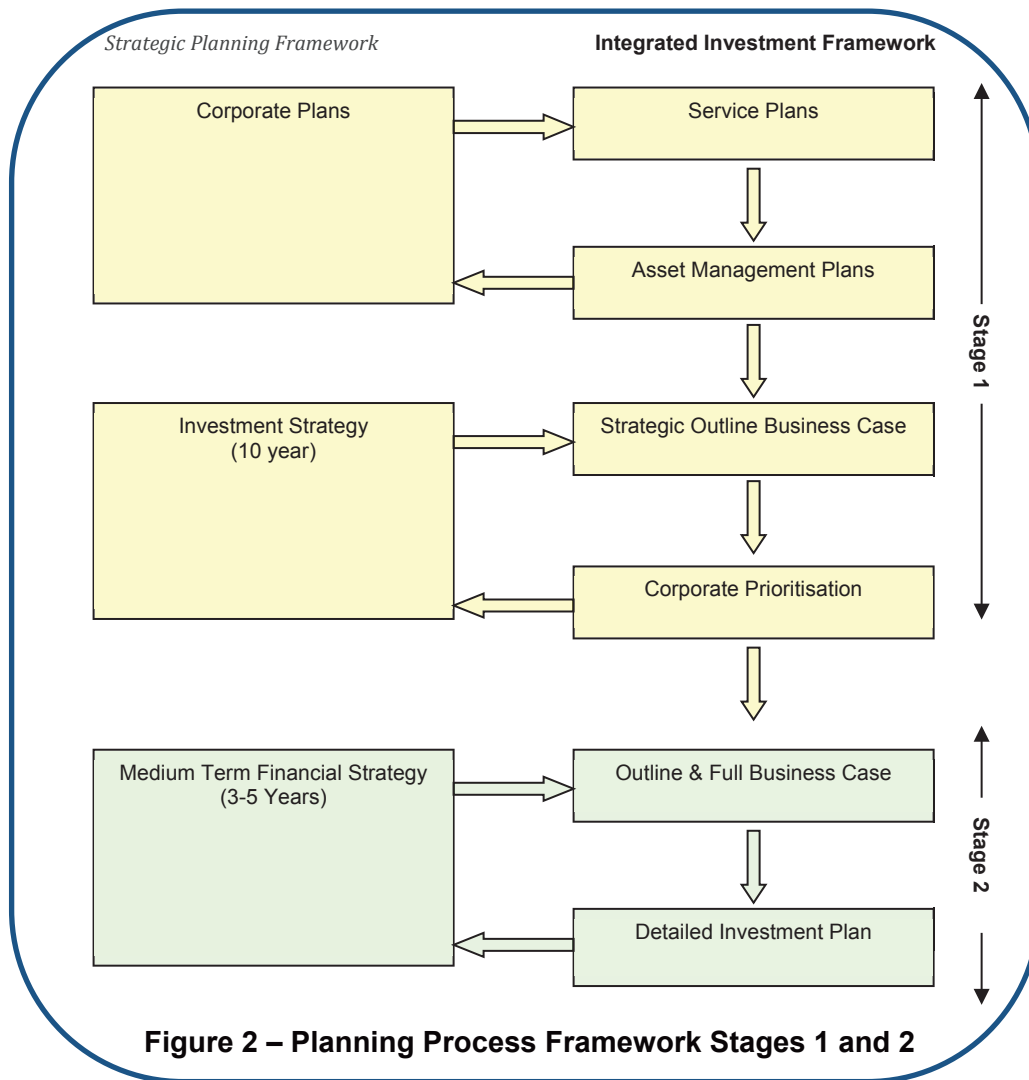 Strategic Planning Framework
Integrated Investment Framework
Corporate Plans
Service Plans
Asset Management Plans
Stage 1
Investment Strategy
(10 year)
Strategic Outline Business Case
Corporate Prioritisation
Medium Term Financial Strategy
(3-5 Years)
Outline & Full Business Case
Stage 2
Detailed Investment Plan
Figure 2 – Planning Process Framework Stages 1 and 2